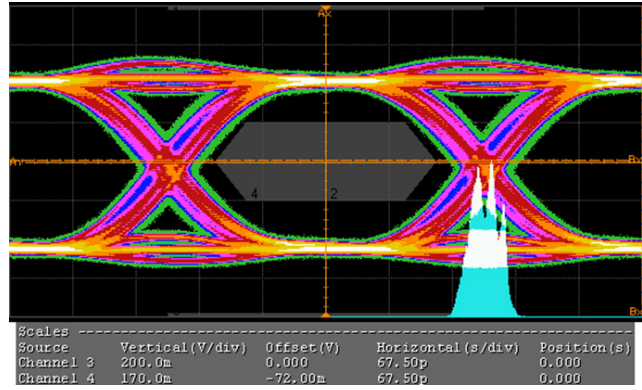 Ax
Ay
Bx
4
2
Bx
Scales
Source Vertical(V/div) Offset(V) Horizontal(s/div) Position(s)
Channel 3 200.0m 0.000 67.50p 0.000
Channel 4 170.0m -72.00m 67.50p 0.000